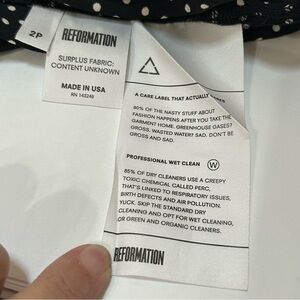 2P
REFORMATION
SURPLUS FABRIC:
CONTENT UNKNOWN
MADE IN USA
RN 143246
A CARE LABEL THAT ACTUALLY
80% OF THE NASTY STUFF ABOUT
FASHION HAPPENS AFTER YOU TAKE THE
GARMENT HOME. GREENHOUSE GASES?
GROSS. WASTED WATER? SAD. DON'T BE
GROSS AND SAD.
PROFESSIONAL WET CLEAN W
85% OF DRY CLEANERS USE A CREEPY
TOXIC CHEMICAL CALLED PERC,
THAT'S LINKED TO RESPIRATORY ISSUES,
BIRTH DEFECTS AND AIR POLLUTION.
YUCK. SKIP THE STANDARD DRY
CLEANING AND OPT FOR WET CLEANING,
OR GREEN AND ORGANIC CLEANERS.
REFORMATION